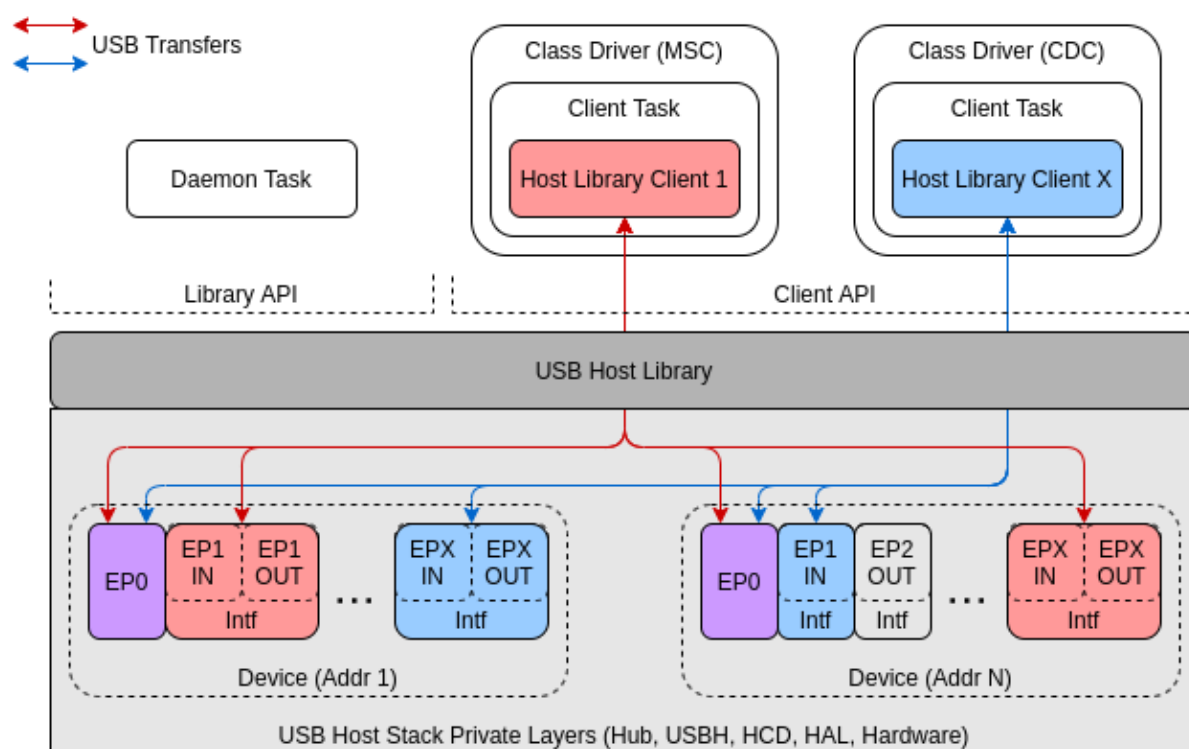 USB Transfers
Class Driver (MSC)
Class Driver (CDC)
Client Task
Client Task
Daemon Task
Host Library Client 1
Host Library Client X
Library API
Client API
USB Host Library
EP0
EP1
IN
EP1
OUT
Intf
...
EPX
IN
EPX
OUT
Intf
EP0
EP1
IN
Intf
EP2
OUT
Intf
...
EPX
IN
EPX
OUT
Intf
Device (Addr 1)
Device (Addr N)
USB Host Stack Private Layers (Hub, USBH, HCD, HAL, Hardware)